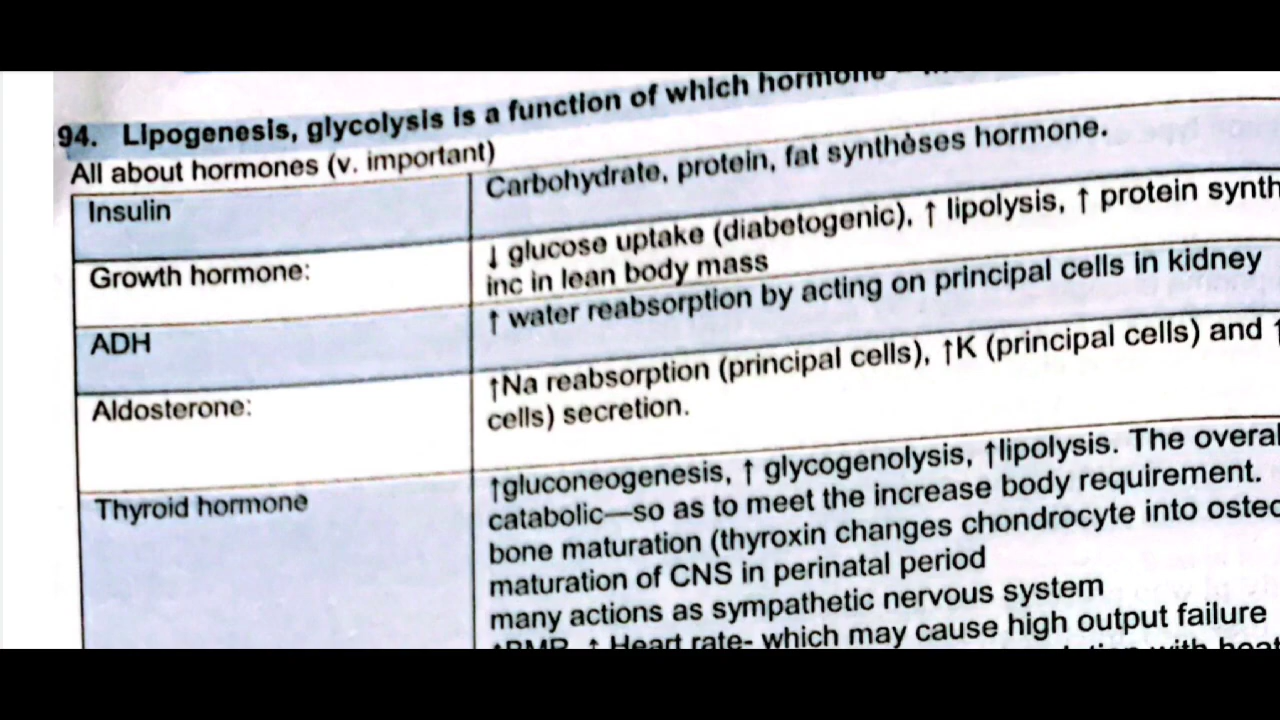 94. Lipogenesis, glycolysis is a function of which hormone
All about hormones (v. important)
Insulin
Carbohydrate, protein, fat syntheses hormone.
Growth hormone:
↓ glucose uptake (diabetogenic), ↑ lipolysis, ↑ protein synth
inc in lean body mass
ADH
↑ water reabsorption by acting on principal cells in kidney
Aldosterone:
↑Na reabsorption (principal cells), ↑K (principal cells) and ↑
cells) secretion.
Thyroid hormone
↑gluconeogenesis, ↑ glycogenolysis, ↑lipolysis. The overal
catabolic—so as to meet the increase body requirement.
bone maturation (thyroxin changes chondrocyte into osteo
maturation of CNS in perinatal period
many actions as sympathetic nervous system
↑BMR, ↑ Heart rate- which may cause high output failure
with heat